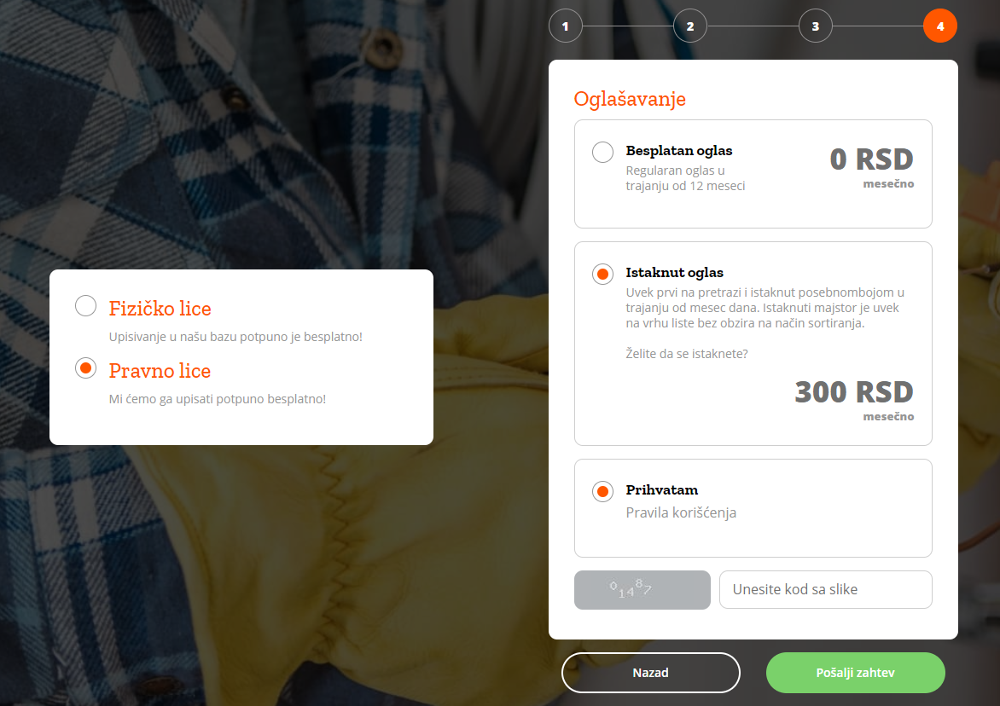 1 2 3 4
Oglašavanje
Besplatan oglas
Regularan oglas u
trajanju od 12 meseci
0 RSD
mesečno
Istaknut oglas
Uvek prvi na pretrazi i istaknut posebnombojom u
trajanju od mesec dana. Istaknuti majstor je uvek
na vrhu liste bez obzira na način sortiranja.
Želite da se istaknete?
300 RSD
mesečno
Prihvatam
Pravila korišćenja
01487
Unesite kod sa slike
Nazad
Pošalji zahtev
Fizičko lice
Upisivanje u našu bazu potpuno je besplatno!
Pravno lice
Mi ćemo ga upisati potpuno besplatno!